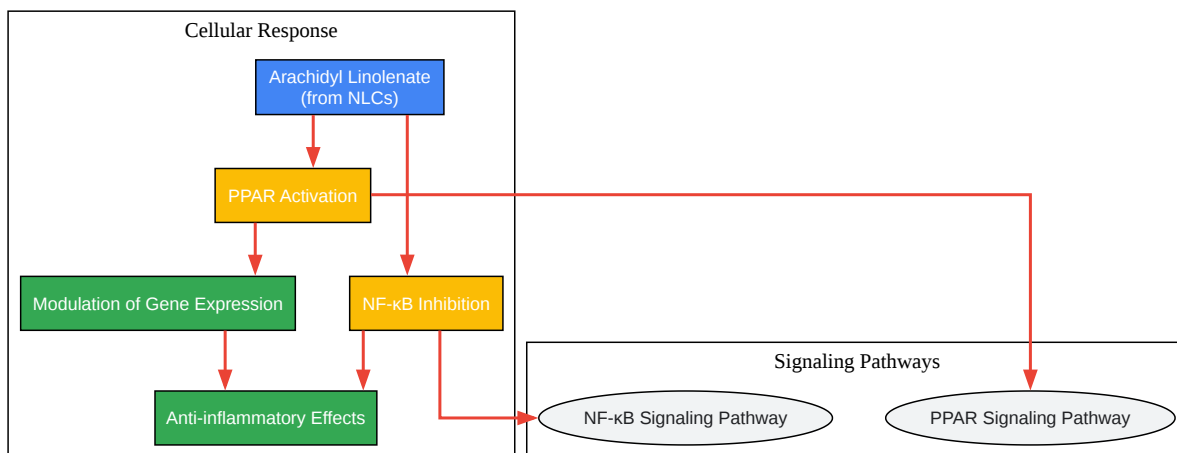 Cellular Response
Arachidyl Linolenate
(from NLCs)
PPAR Activation
Modulation of Gene Expression
NF-κB Inhibition
Anti-inflammatory Effects
Signaling Pathways
NF-κB Signaling Pathway
PPAR Signaling Pathway